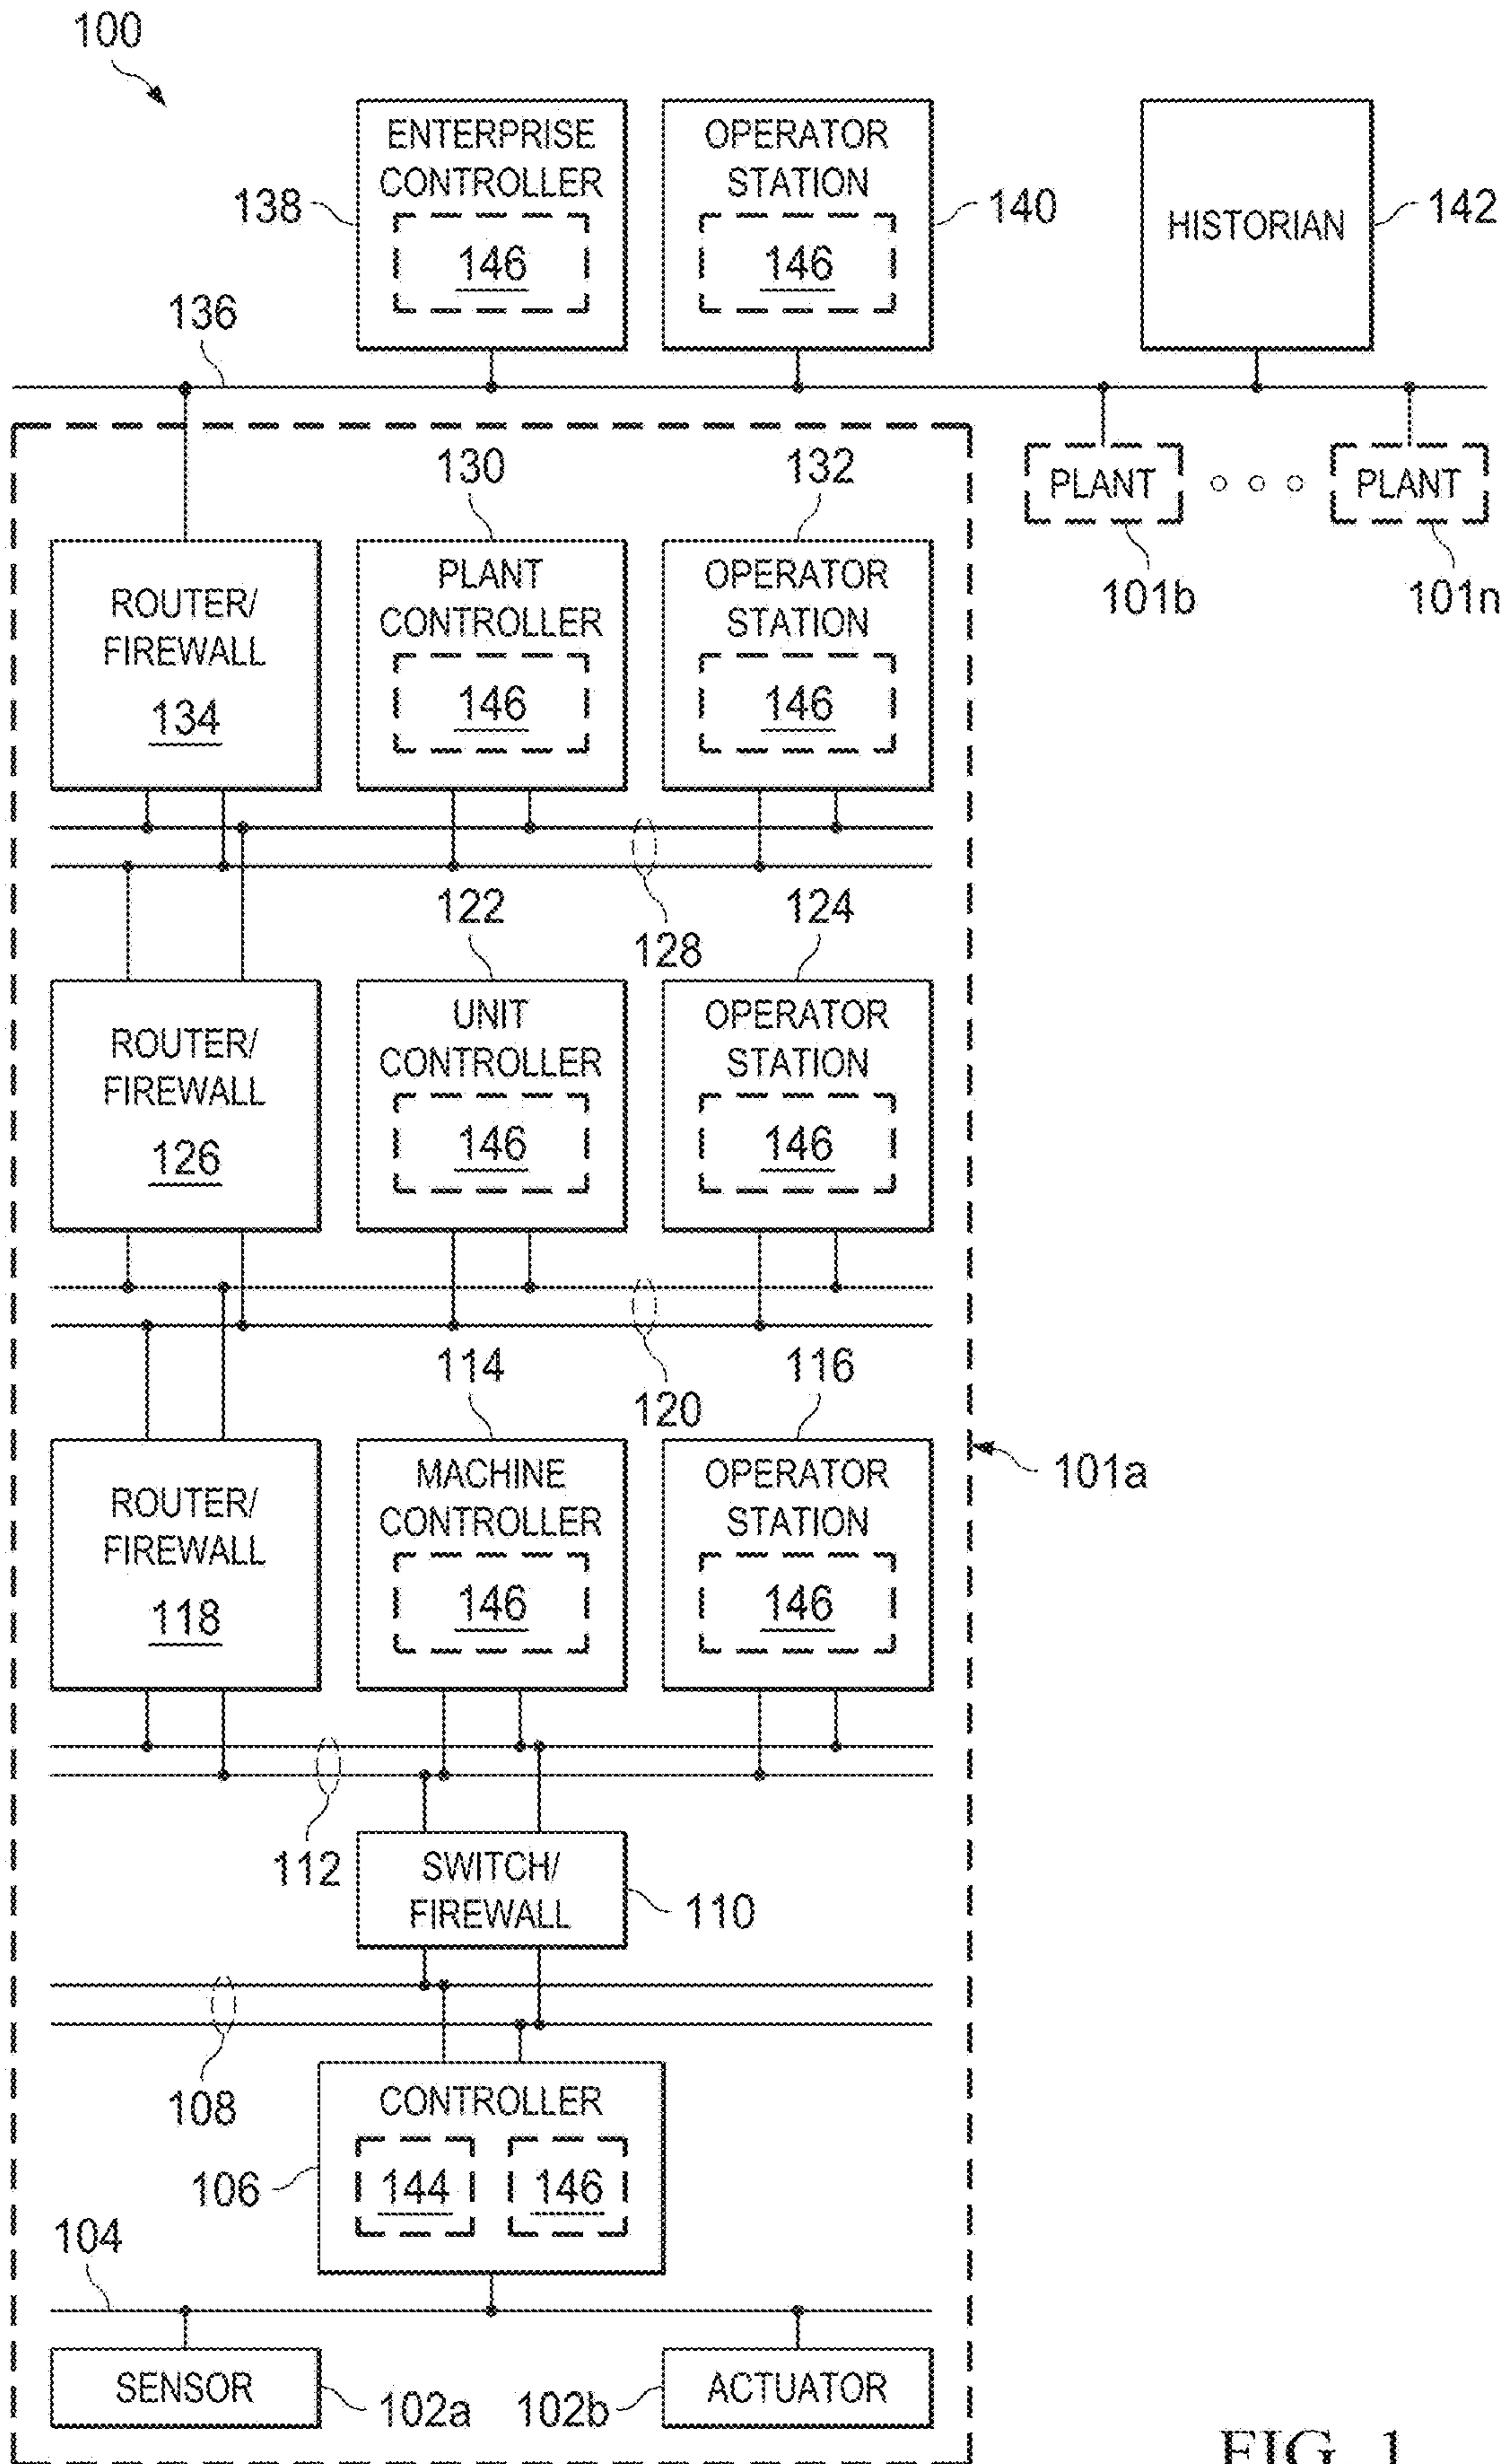 100
ENTERPRISE
CONTROLLER
146
138
OPERATOR
STATION
146
140
HISTORIAN
142
136
130
132
PLANT
101b
PLANT
101n
ROUTER/
FIREWALL
134
PLANT
CONTROLLER
146
OPERATOR
STATION
146
128
122
124
ROUTER/
FIREWALL
126
UNIT
CONTROLLER
146
OPERATOR
STATION
146
120
114
116
ROUTER/
FIREWALL
118
MACHINE
CONTROLLER
146
OPERATOR
STATION
146
101a
112
SWITCH/
FIREWALL
110
108
CONTROLLER
144 146
106
104
SENSOR
102a
102b
ACTUATOR
FIG. 1